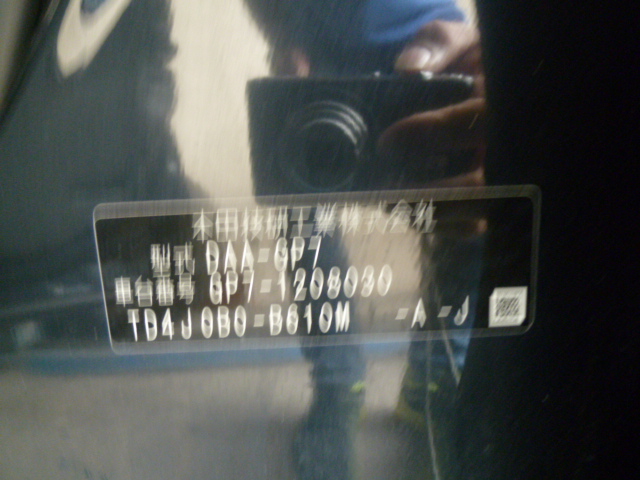 本田技研工業株式会社
型式 DAA-GP7
車台番号 GP7-1208080
TD4J0B0-B610M -A -J